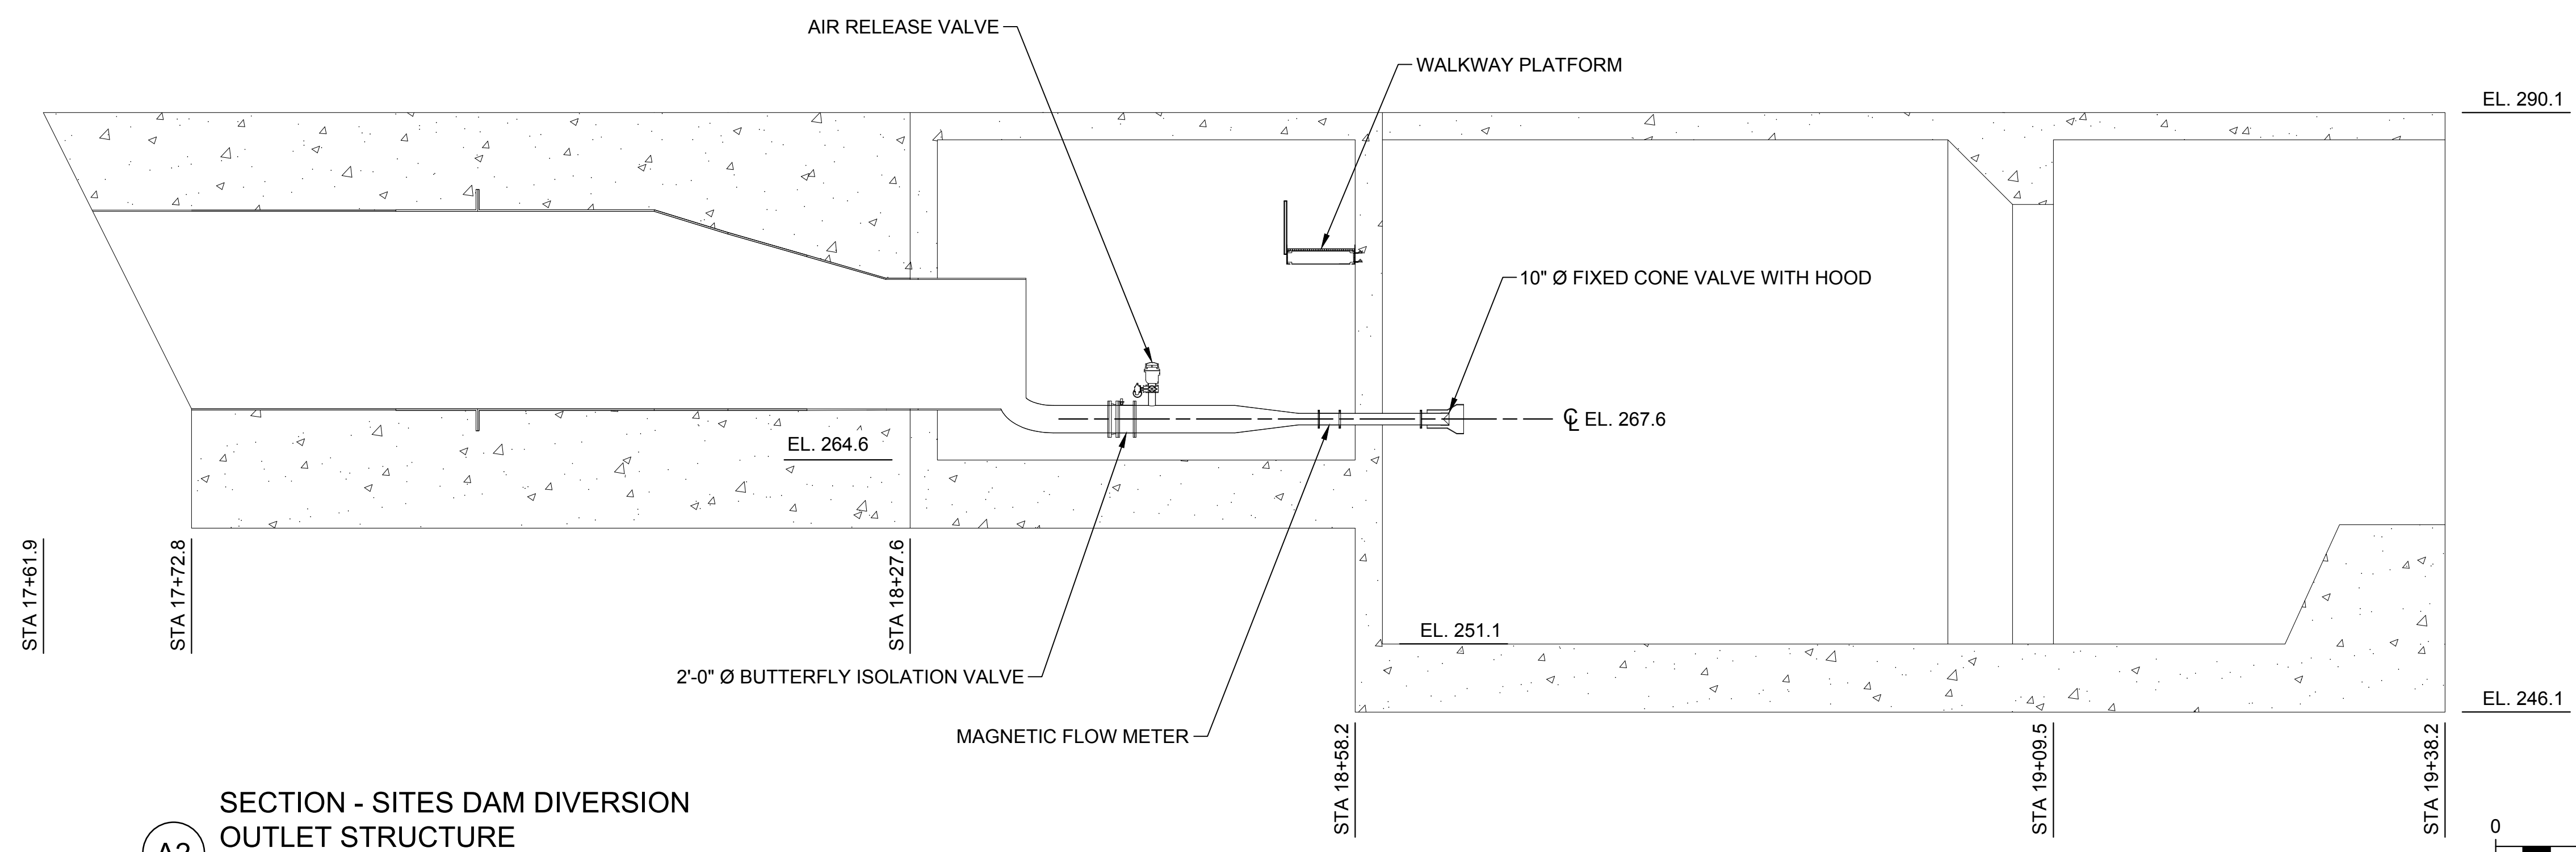 AIR RELEASE VALVE
WALKWAY PLATFORM
EL. 290.1
10" Ø FIXED CONE VALVE WITH HOOD
℄ EL. 267.6
EL. 264.6
STA 17+61.9
STA 17+72.8
STA 18+27.6
EL. 251.1
2'-0" Ø BUTTERFLY ISOLATION VALVE
EL. 246.1
MAGNETIC FLOW METER
STA 18+58.2
STA 19+09.5
STA 19+38.2
SECTION - SITES DAM DIVERSION
OUTLET STRUCTURE
A2
0